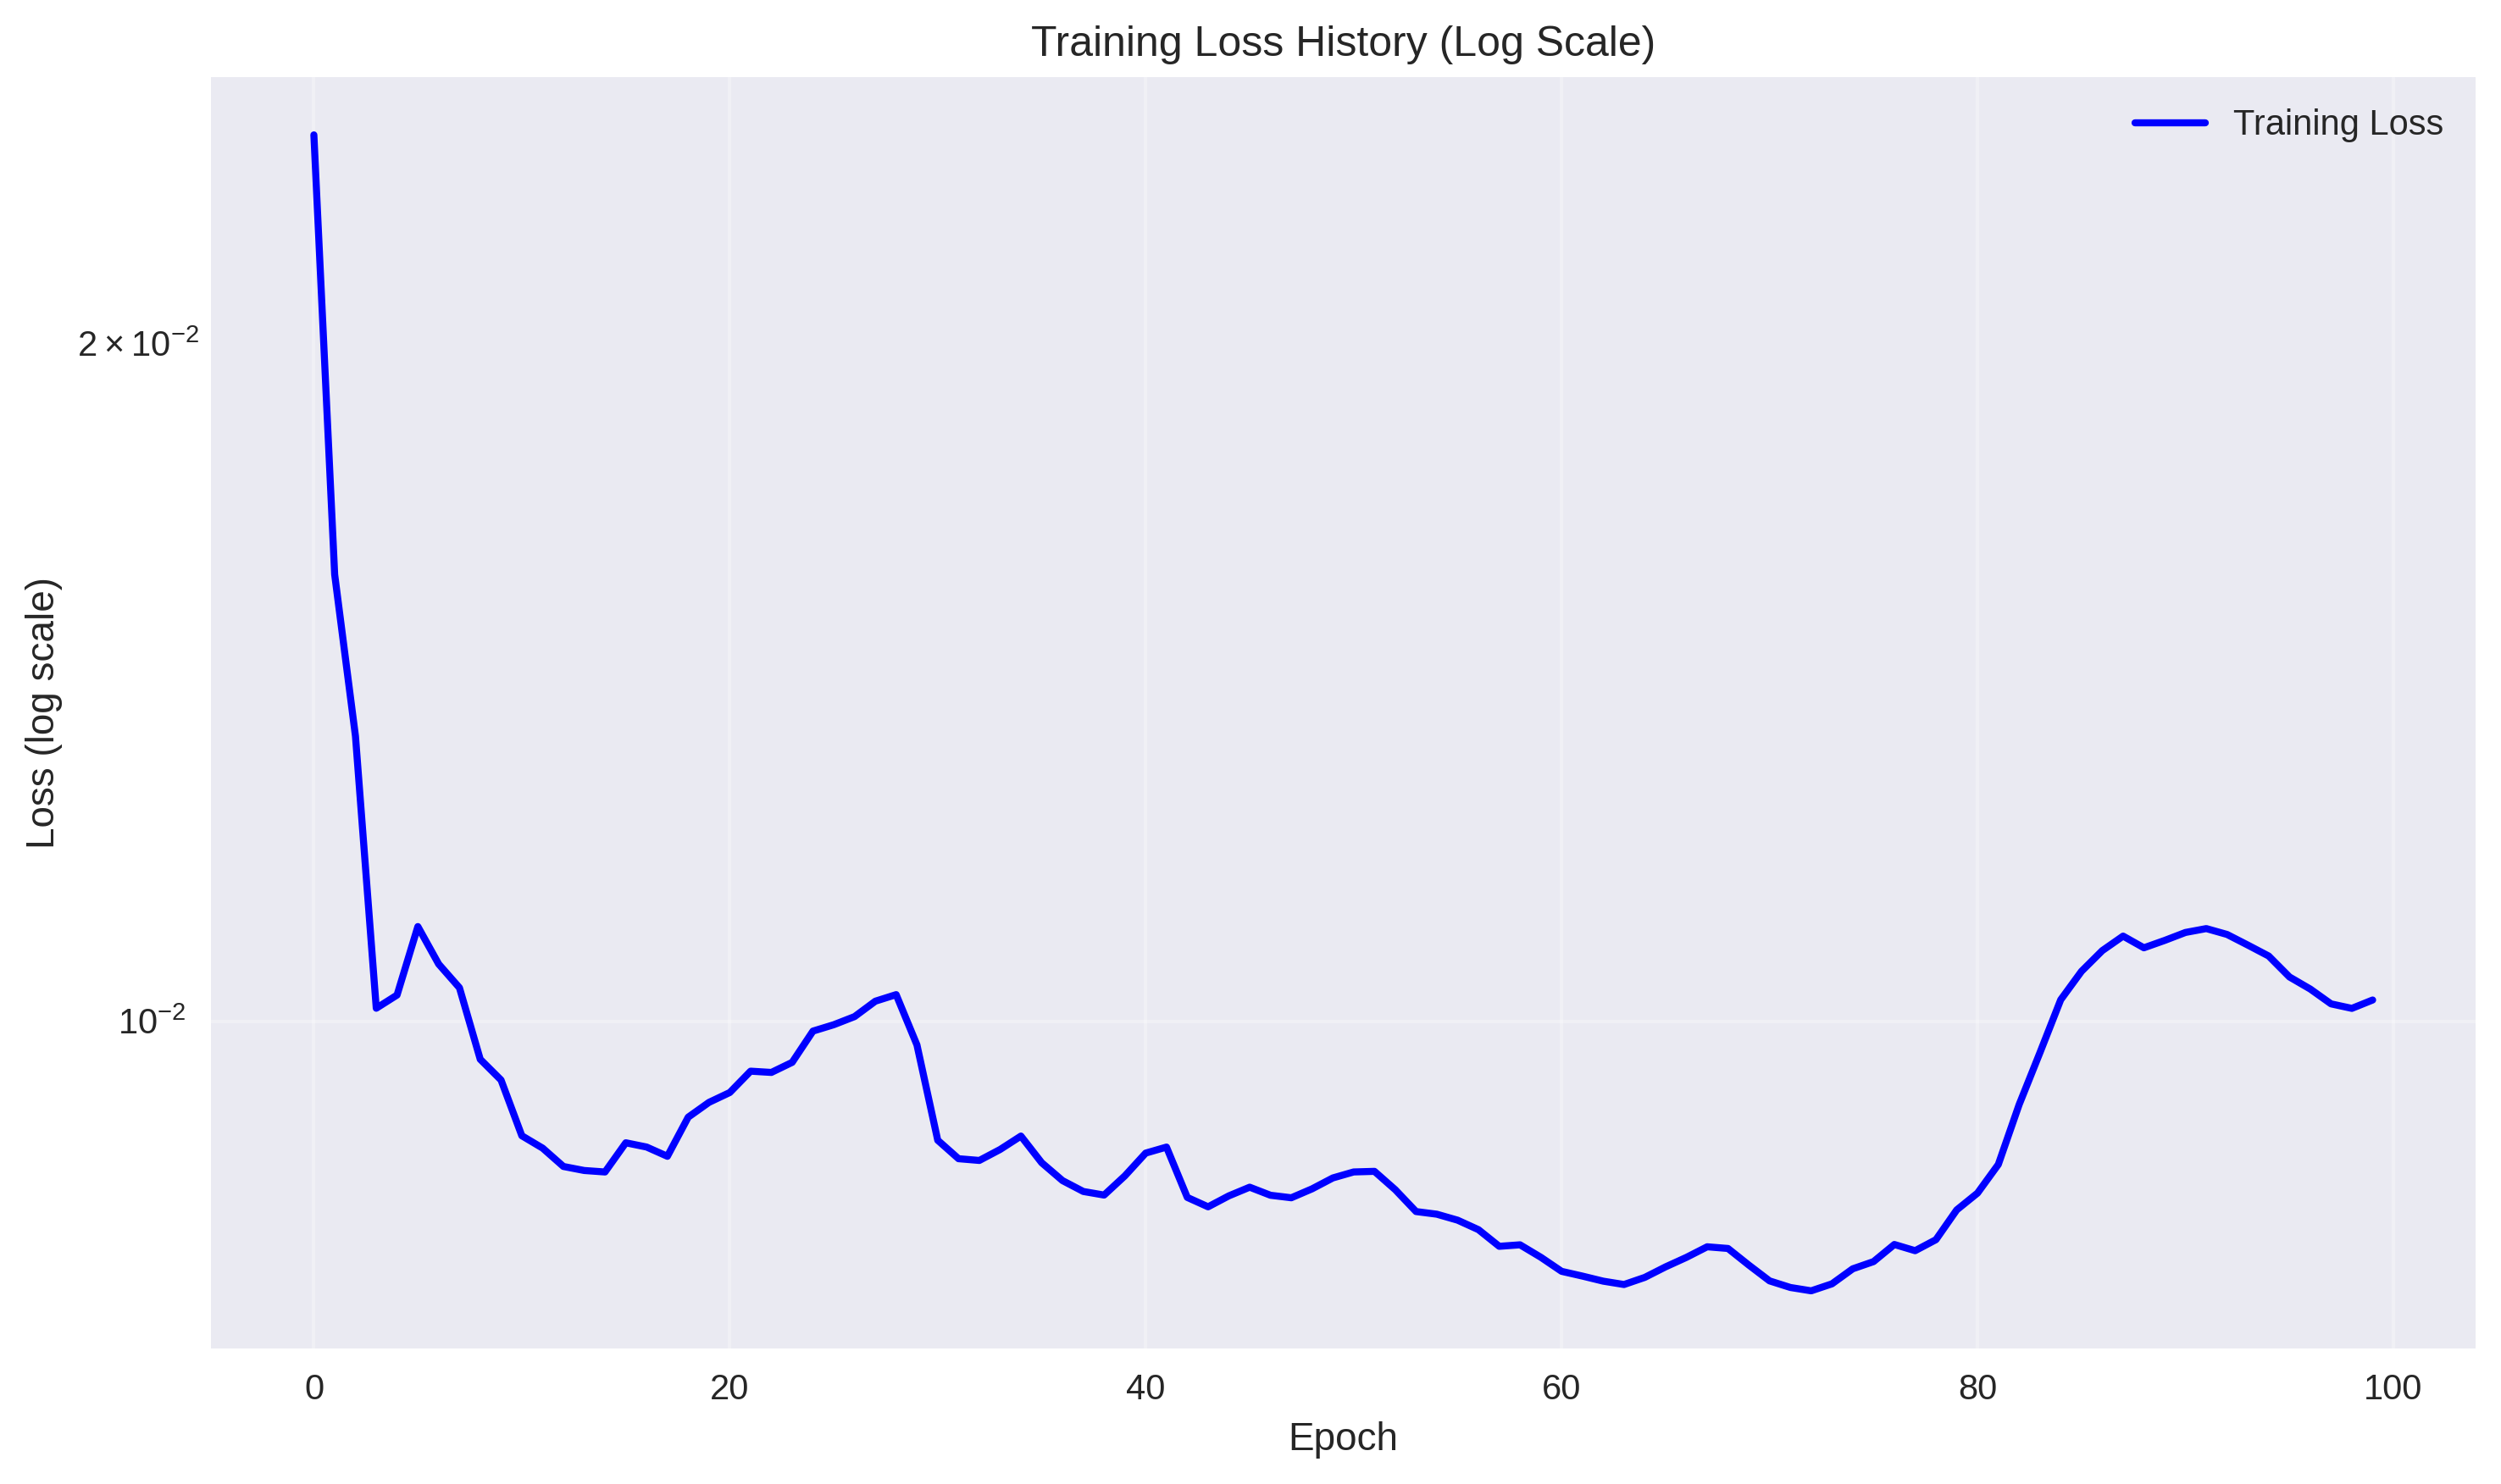 Training Loss History (Log Scale)
Training Loss
2 × 10⁻²
10⁻²
Loss (log scale)
0 20 40 60 80 100
Epoch